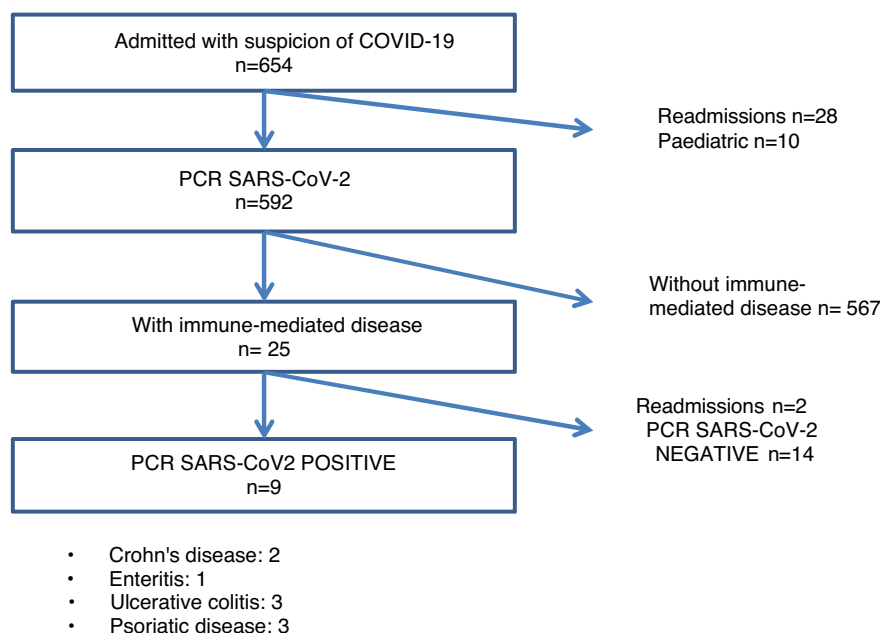 Admitted with suspicion of COVID-19
n=654
Readmissions n=28
Paediatric n=10
PCR SARS-CoV-2
n=592
Without immune-
mediated disease n= 567
With immune-mediated disease
n= 25
Readmissions n=2
PCR SARS-CoV-2
NEGATIVE n=14
PCR SARS-CoV2 POSITIVE
n=9
• Crohn's disease: 2
• Enteritis: 1
• Ulcerative colitis: 3
• Psoriatic disease: 3